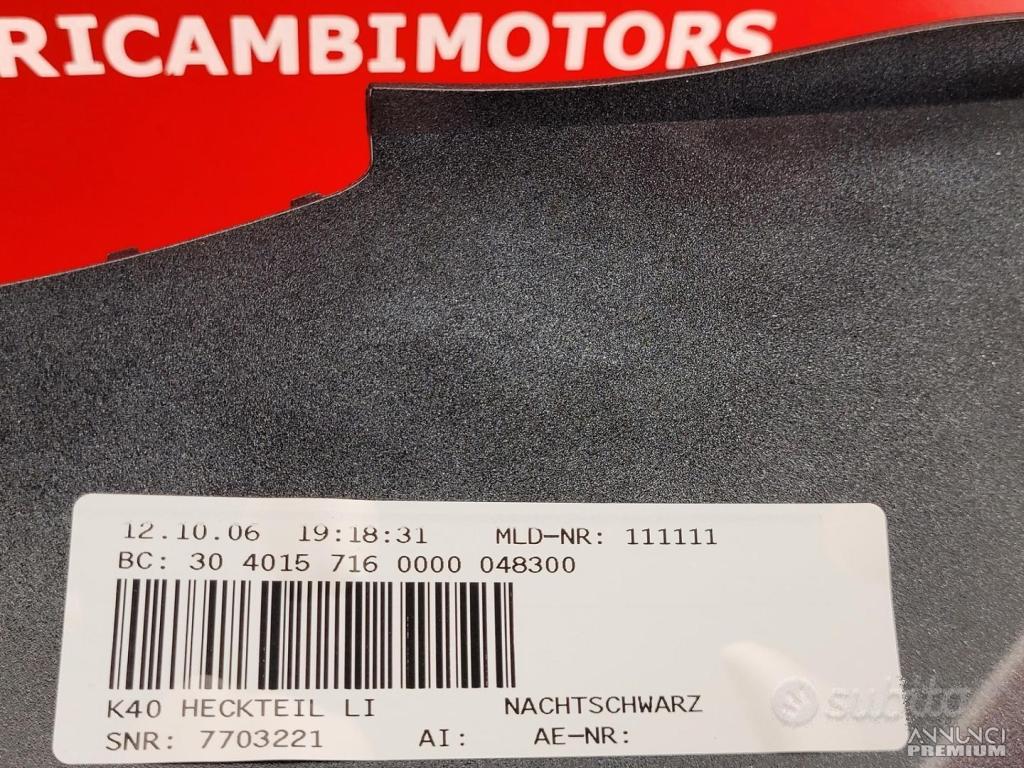 RICAMBIMOTORS
12.10.06 19:18:31 MLD-NR: 111111
BC: 30 4015 716 0000 048300
K40 HECKTEIL LI NACHTSCHWARZ
SNR: 7703221 AI: AE-NR:
subito
ANNUNCI
PREMIUM